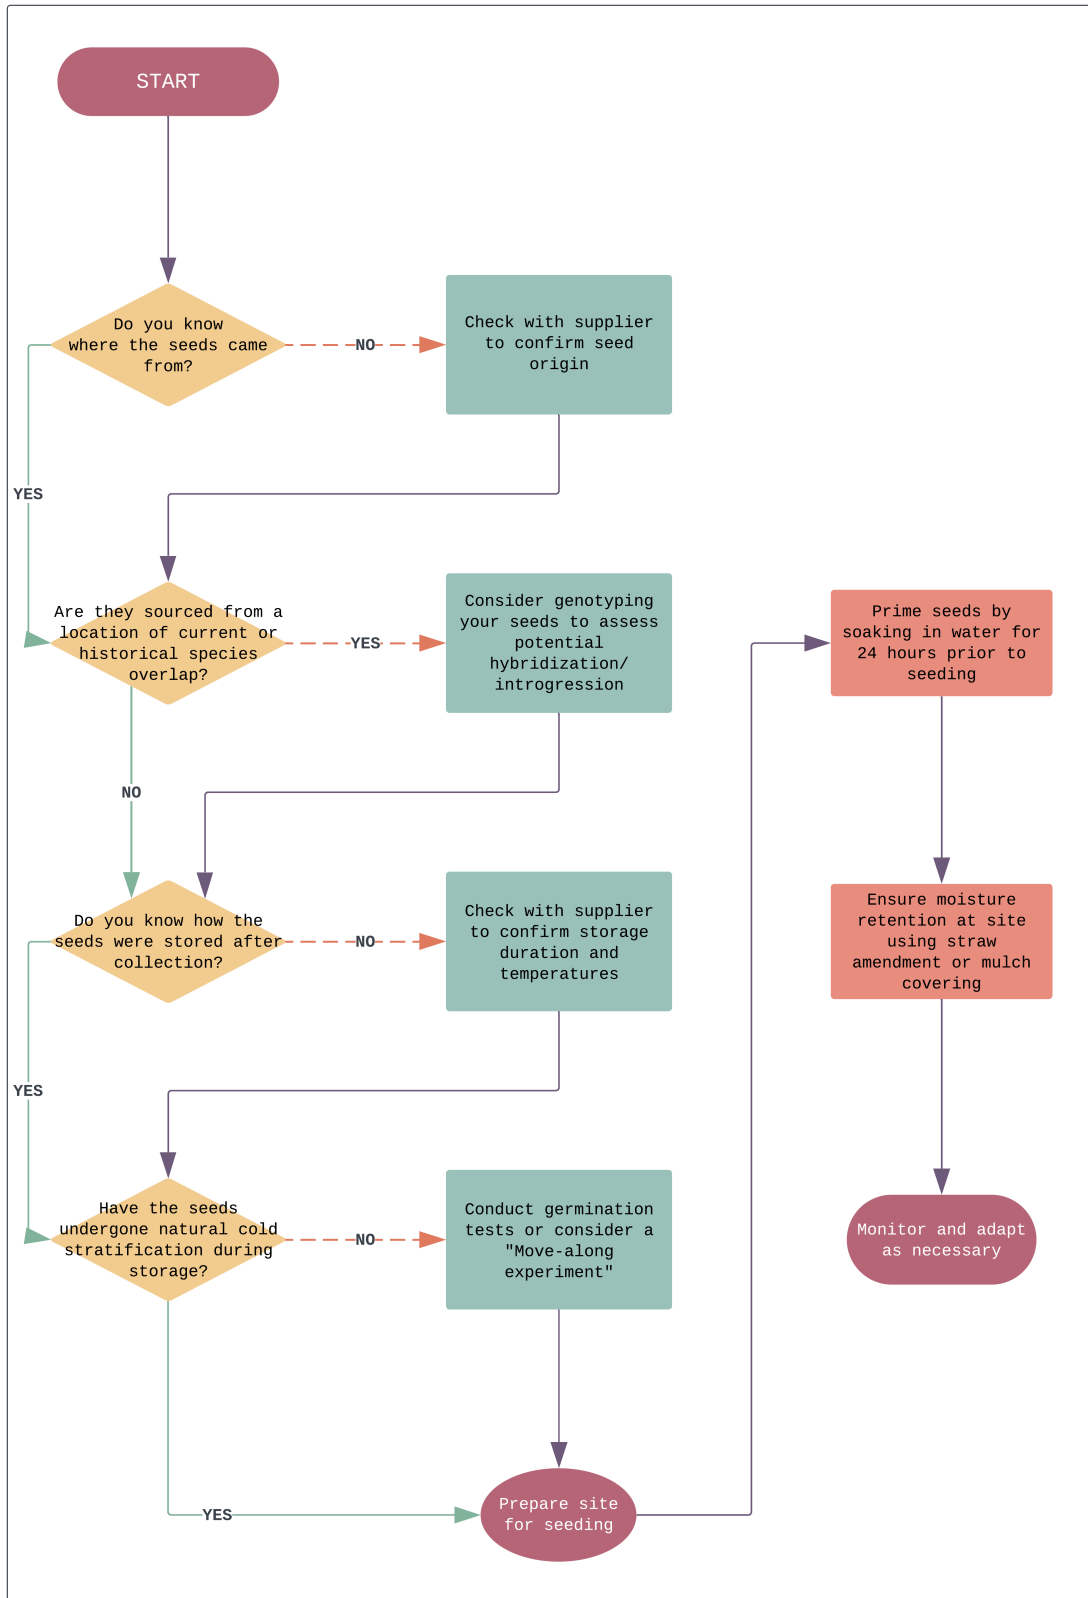 START
Do you know
where the seeds came
from?
NO
Check with supplier
to confirm seed
origin
YES
Are they sourced from a
location of current or
historical species
overlap?
YES
Consider genotyping
your seeds to assess
potential
hybridization/
introgression
NO
Do you know how the
seeds were stored after
collection?
NO
Check with supplier
to confirm storage
duration and
temperatures
YES
Have the seeds
undergone natural cold
stratification during
storage?
NO
Conduct germination
tests or consider a
"Move-along
experiment"
YES
Prepare site
for seeding
Prime seeds by
soaking in water for
24 hours prior to
seeding
Ensure moisture
retention at site
using straw
amendment or mulch
covering
Monitor and adapt
as necessary